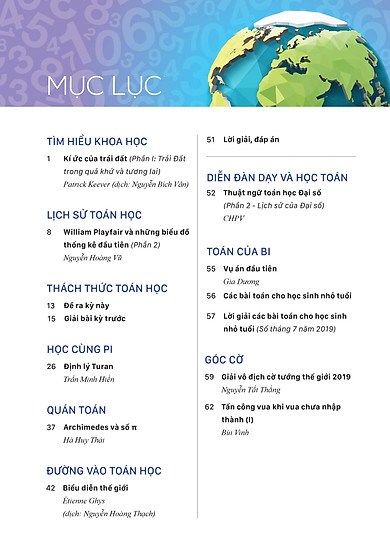 MỤC LỤC
TÌM HIỂU KHOA HỌC
1 Kí ức của trái đất (Phần I: Trái Đất
trong quá khứ và tương lai)
Patrick Keever (dịch: Nguyễn Bích Vân)
LỊCH SỬ TOÁN HỌC
8 William Playfair và những biểu đồ
thống kê đầu tiên (Phần 2)
Nguyễn Hoàng Vũ
THÁCH THỨC TOÁN HỌC
13 Đề ra kỳ này
15 Giải bài kỳ trước
HỌC CÙNG PI
26 Định lý Turan
Trần Minh Hiền
QUÁN TOÁN
37 Archimedes và số π
Hà Huy Thái
ĐƯỜNG VÀO TOÁN HỌC
42 Biểu diễn thế giới
Étienne Ghys
(dịch: Nguyễn Hoàng Thạch)
51 Lời giải, đáp án
DIỄN ĐÀN DẠY VÀ HỌC TOÁN
52 Thuật ngữ toán học Đại số
(Phần 2 - Lịch sử của Đại số)
CHPV
TOÁN CỦA BI
55 Vụ án đầu tiên
Gia Dương
56 Các bài toán cho học sinh nhỏ tuổi
57 Lời giải các bài toán cho học sinh
nhỏ tuổi (Số tháng 7 năm 2019)
GÓC CỜ
59 Giải vô địch cờ tướng thế giới 2019
Nguyễn Tất Thắng
62 Tấn công vua khi vua chưa nhập
thành (I)
Bùi Vinh